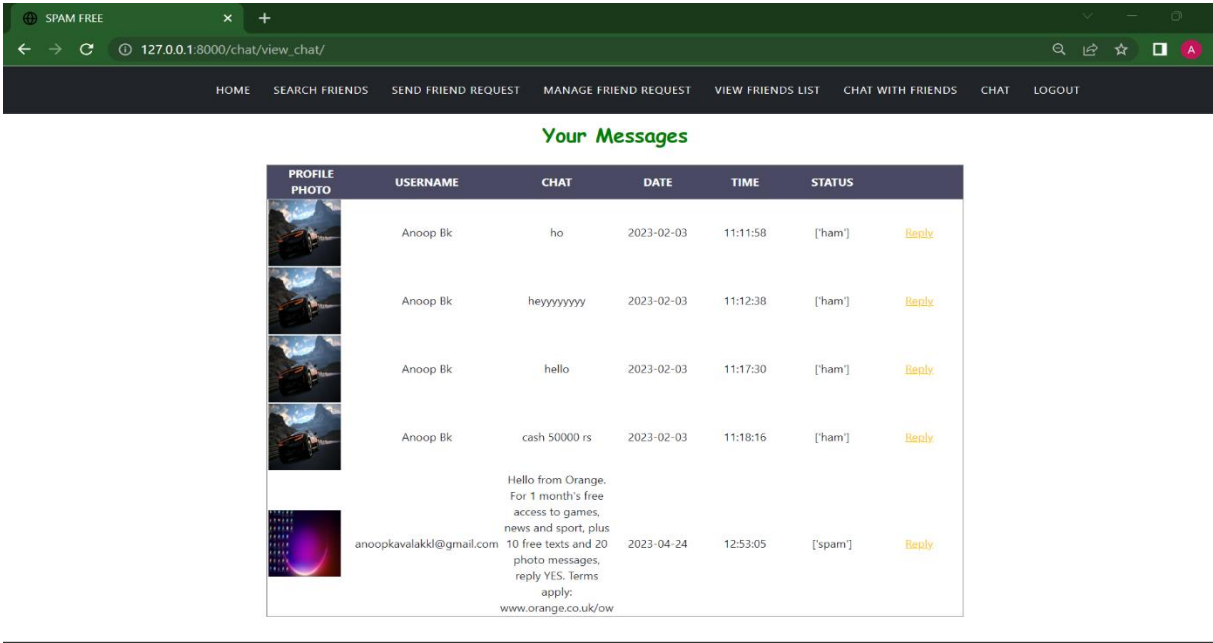 SPAM FREE
127.0.0.1:8000/chat/view_chat/
A
HOME SEARCH FRIENDS SEND FRIEND REQUEST MANAGE FRIEND REQUEST VIEW FRIENDS LIST CHAT WITH FRIENDS CHAT LOGOUT
Your Messages
PROFILE
PHOTO
USERNAME CHAT DATE TIME STATUS
Anoop Bk ho 2023-02-03 11:11:58 ['ham'] Reply
Anoop Bk heyyyyyyyy 2023-02-03 11:12:38 ['ham'] Reply
Anoop Bk hello 2023-02-03 11:17:30 ['ham'] Reply
Anoop Bk cash 50000 rs 2023-02-03 11:18:16 ['ham'] Reply
Hello from Orange.
For 1 month's free
access to games,
news and sport, plus
anoopkavalakkl@gmail.com 10 free texts and 20 2023-04-24 12:53:05 ['spam'] Reply
photo messages,
reply YES. Terms
apply:
www.orange.co.uk/ow